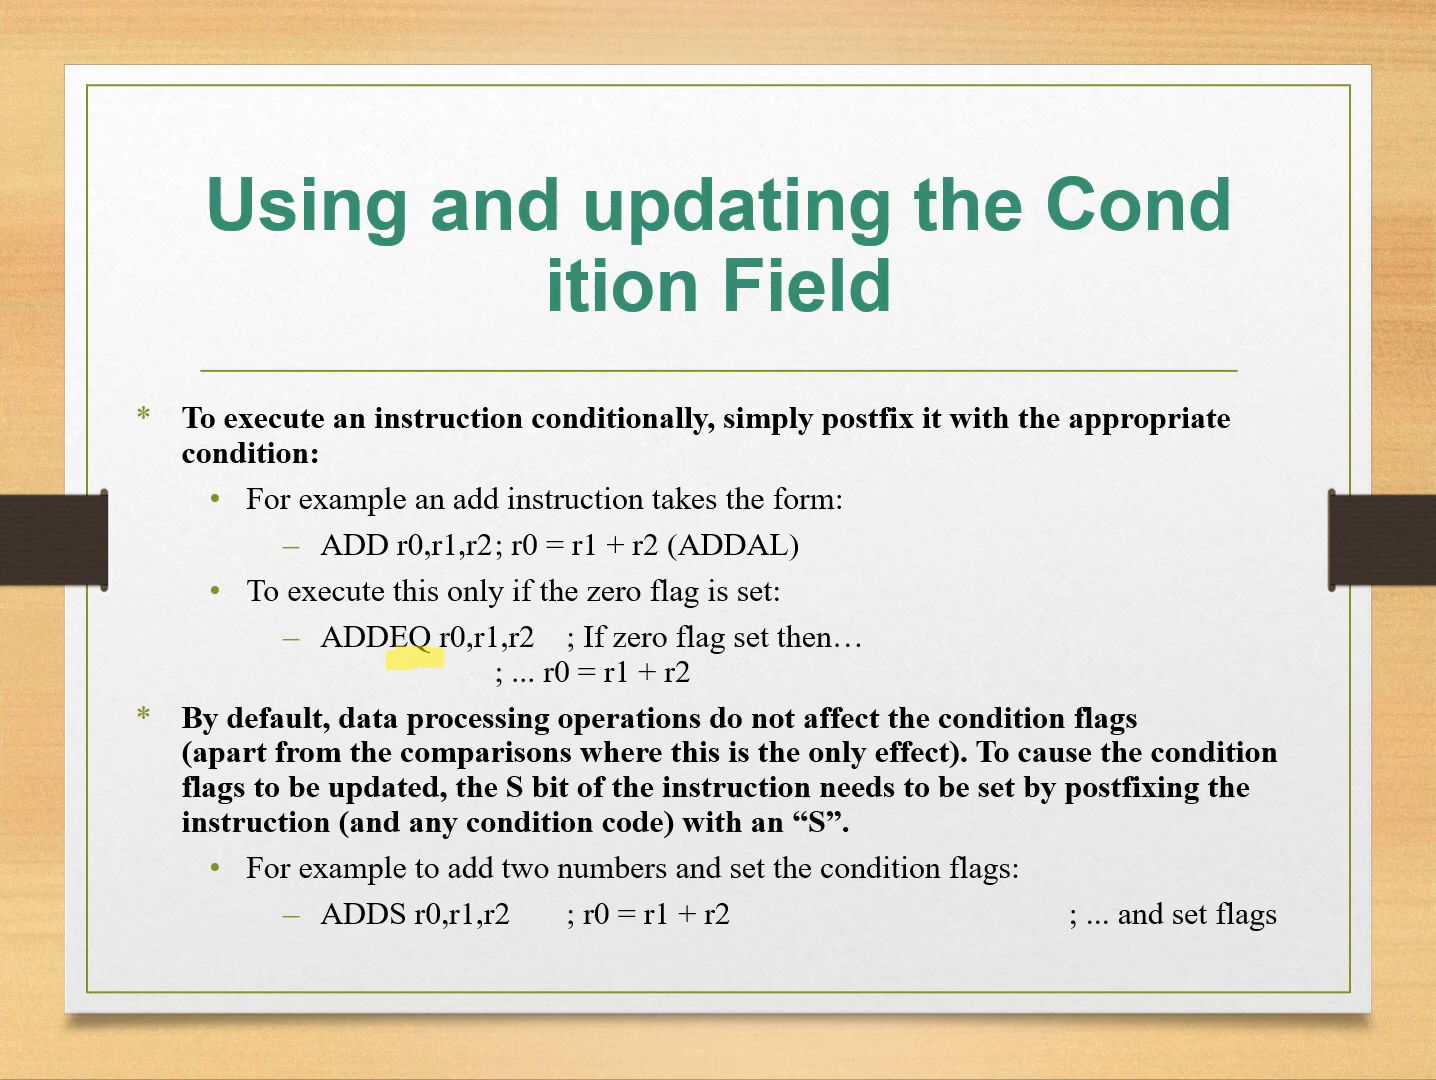 Using and updating the Cond
ition Field
* To execute an instruction conditionally, simply postfix it with the appropriate
condition:
• For example an add instruction takes the form:
– ADD r0,r1,r2; r0 = r1 + r2 (ADDAL)
• To execute this only if the zero flag is set:
– ADDEQ r0,r1,r2 ; If zero flag set then…
; ... r0 = r1 + r2
* By default, data processing operations do not affect the condition flags
(apart from the comparisons where this is the only effect). To cause the condition
flags to be updated, the S bit of the instruction needs to be set by postfixing the
instruction (and any condition code) with an “S”.
• For example to add two numbers and set the condition flags:
– ADDS r0,r1,r2 ; r0 = r1 + r2 ; ... and set flags